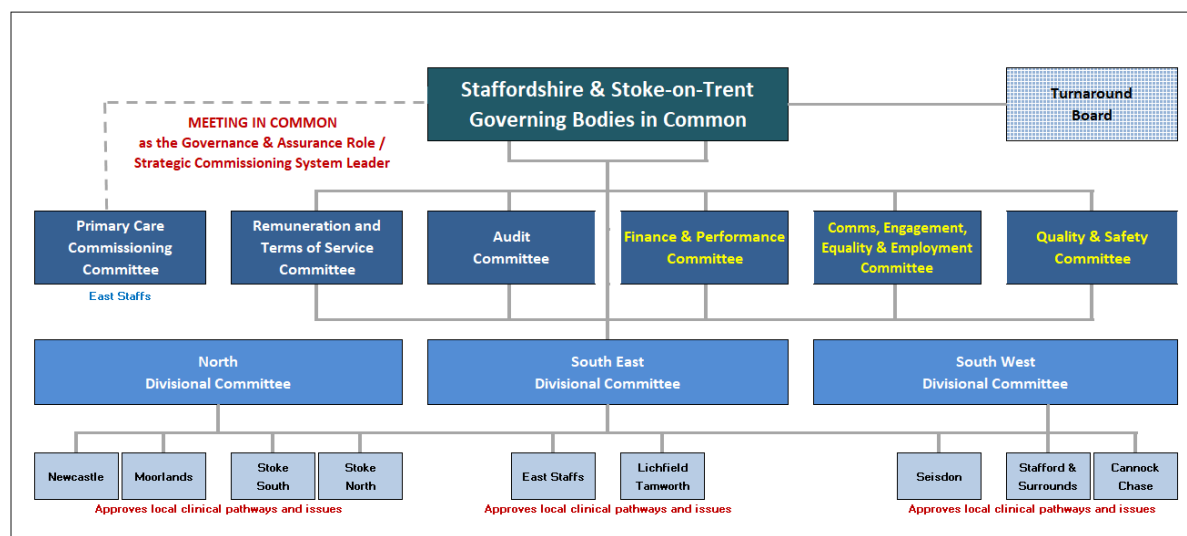 Staffordshire & Stoke-on-Trent
Governing Bodies in Common
Turnaround
Board
MEETING IN COMMON
as the Governance & Assurance Role /
Strategic Commissioning System Leader
Primary Care
Commissioning
Committee
East Staffs
Remuneration and
Terms of Service
Committee
Audit
Committee
Finance & Performance
Committee
Comms, Engagement,
Equality & Employment
Committee
Quality & Safety
Committee
North
Divisional Committee
South East
Divisional Committee
South West
Divisional Committee
Newcastle
Moorlands
Stoke
South
Stoke
North
Approves local clinical pathways and issues
East Staffs
Lichfield
Tamworth
Approves local clinical pathways and issues
Seisdon
Stafford &
Surrounds
Cannock
Chase
Approves local clinical pathways and issues